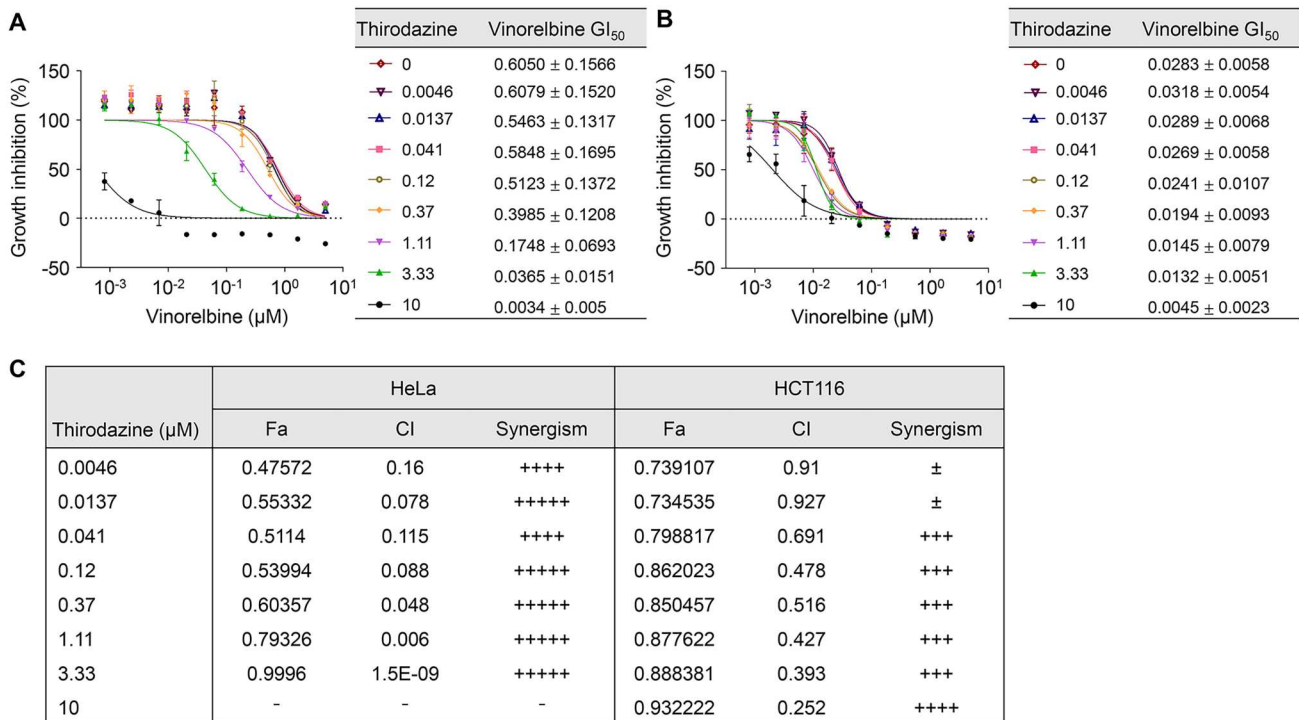 A
Thirodazine Vinorelbine GI50
0 0.6050 ± 0.1566
0.0046 0.6079 ± 0.1520
0.0137 0.5463 ± 0.1317
0.041 0.5848 ± 0.1695
0.12 0.5123 ± 0.1372
0.37 0.3985 ± 0.1208
1.11 0.1748 ± 0.0693
3.33 0.0365 ± 0.0151
10 0.0034 ± 0.005
Growth inhibition (%)
150
100
50
0
-50
10-3 10-2 10-1 100 101
Vinorelbine (µM)
B
Thirodazine Vinorelbine GI50
0 0.0283 ± 0.0058
0.0046 0.0318 ± 0.0054
0.0137 0.0289 ± 0.0068
0.041 0.0269 ± 0.0058
0.12 0.0241 ± 0.0107
0.37 0.0194 ± 0.0093
1.11 0.0145 ± 0.0079
3.33 0.0132 ± 0.0051
10 0.0045 ± 0.0023
Growth inhibition (%)
150
100
50
0
-50
10-3 10-2 10-1 100 101
Vinorelbine (µM)
C
HeLa HCT116
Thirodazine (µM) Fa CI Synergism Fa CI Synergism
0.0046 0.47572 0.16 ++++ 0.739107 0.91 ±
0.0137 0.55332 0.078 +++++ 0.734535 0.927 ±
0.041 0.5114 0.115 ++++ 0.798817 0.691 +++
0.12 0.53994 0.088 +++++ 0.862023 0.478 +++
0.37 0.60357 0.048 +++++ 0.850457 0.516 +++
1.11 0.79326 0.006 +++++ 0.877622 0.427 +++
3.33 0.9996 1.5E-09 +++++ 0.888381 0.393 +++
10 - - - 0.932222 0.252 ++++